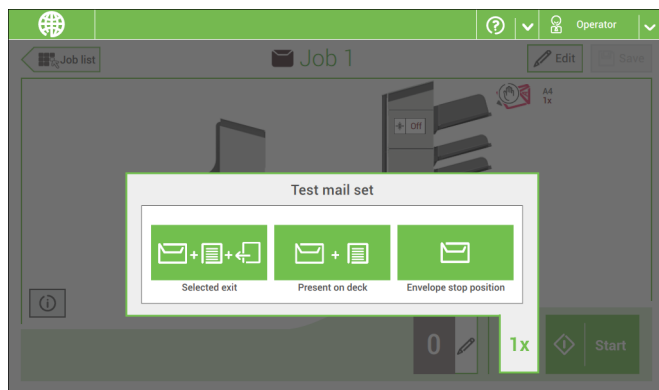 Operator
Job list
Job 1
Edit
Save
A4
1x
Off
Test mail set
Selected exit
Present on deck
Envelope stop position
0
1x
Start